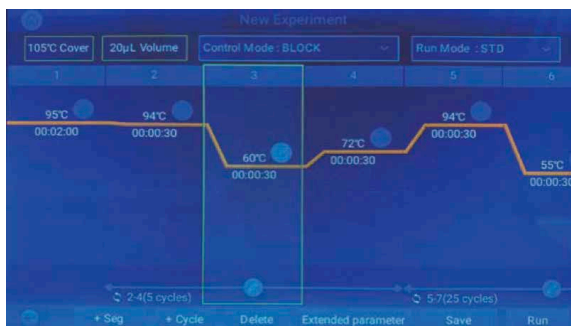 New Experiment
105℃ Cover
20μL Volume
Control Mode : BLOCK
Run Mode : STD
1 2 3 4 5 6
95℃
00:02:00
94℃
00:00:30
60℃
00:00:30
72℃
00:00:30
94℃
00:00:30
55℃
00:00:30
2-4(5 cycles)
5-7(25 cycles)
+ Seg
+ Cycle
Delete
Extended parameter
Save
Run